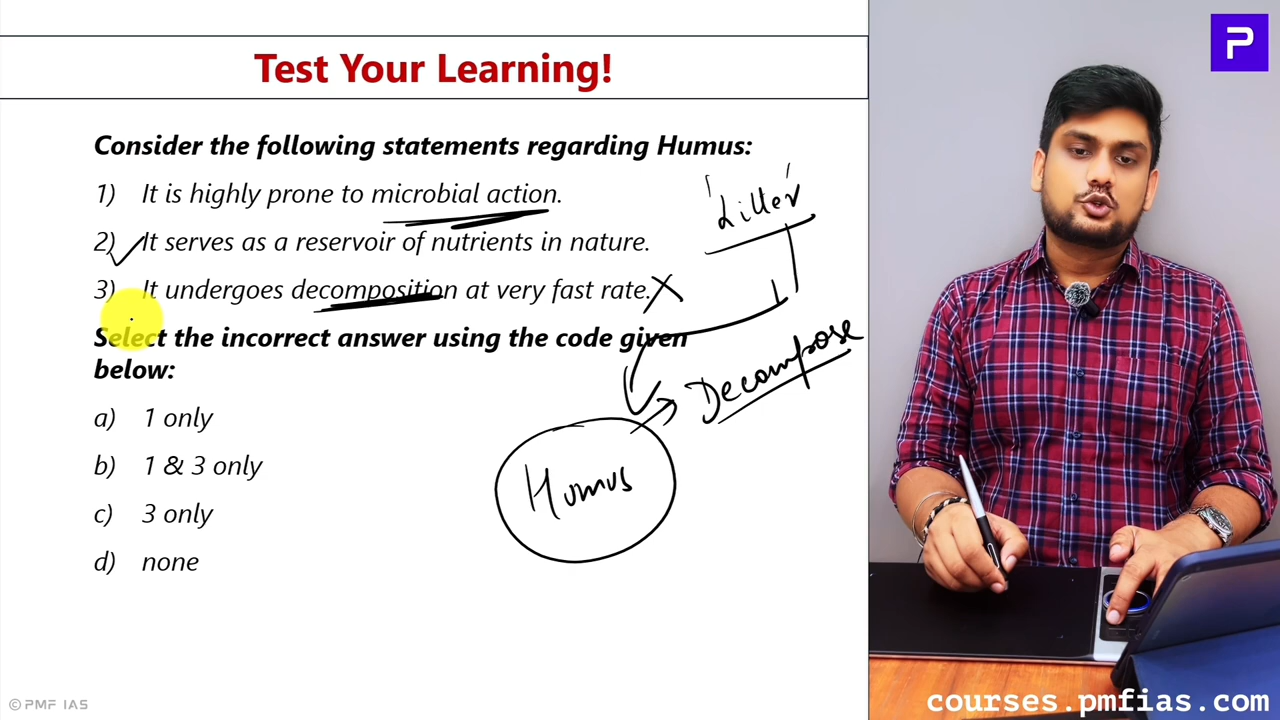 P
Test Your Learning!
Consider the following statements regarding Humus:
1) It is highly prone to microbial action.
2) It serves as a reservoir of nutrients in nature.
3) It undergoes decomposition at very fast rate.
Select the incorrect answer using the code given
below:
a) 1 only
b) 1 & 3 only
c) 3 only
d) none
'Litter'
Decompose
Humus
© PMF IAS
courses.pmfias.com